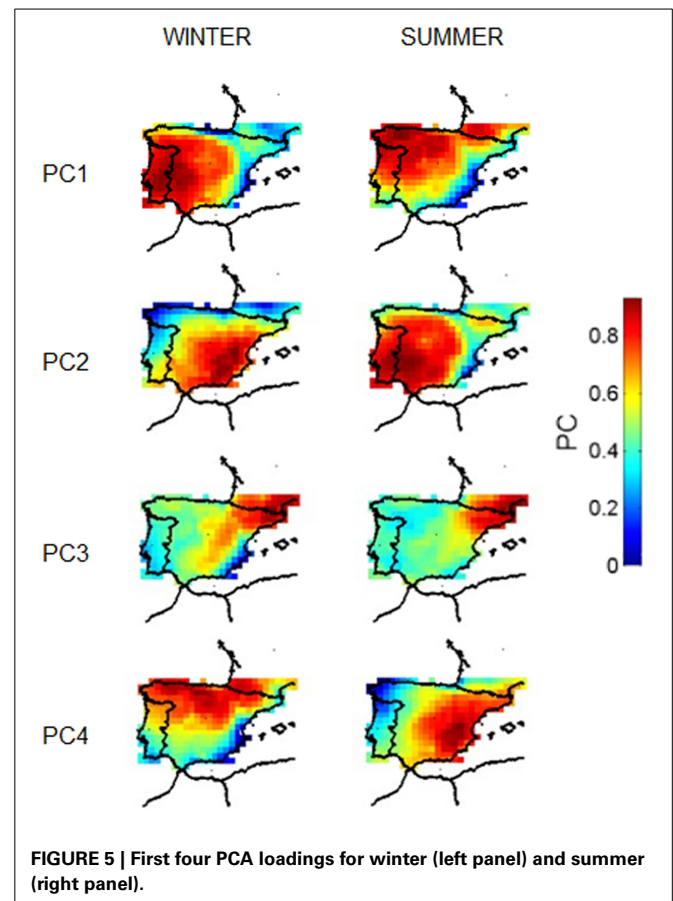 WINTER SUMMER
PC1
PC2
PC3
PC4
0.8
0.6
0.4
0.2
0
PC
FIGURE 5 | First four PCA loadings for winter (left panel) and summer
(right panel).